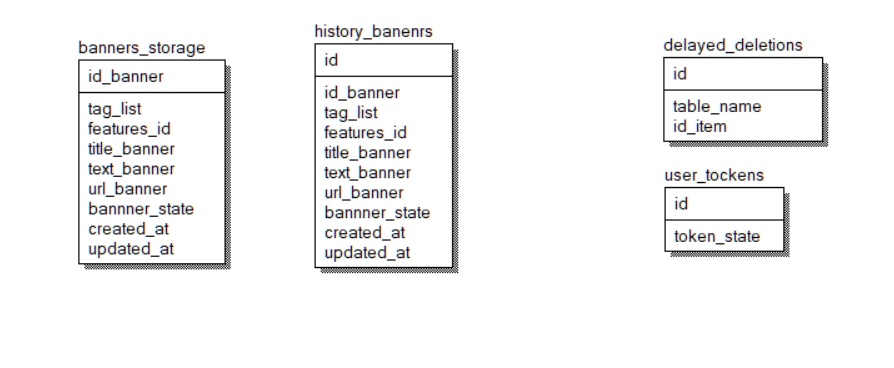 banners_storage
id_banner
tag_list
features_id
title_banner
text_banner
url_banner
bannner_state
created_at
updated_at
history_banenrs
id
id_banner
tag_list
features_id
title_banner
text_banner
url_banner
bannner_state
created_at
updated_at
delayed_deletions
id
table_name
id_item
user_tockens
id
token_state